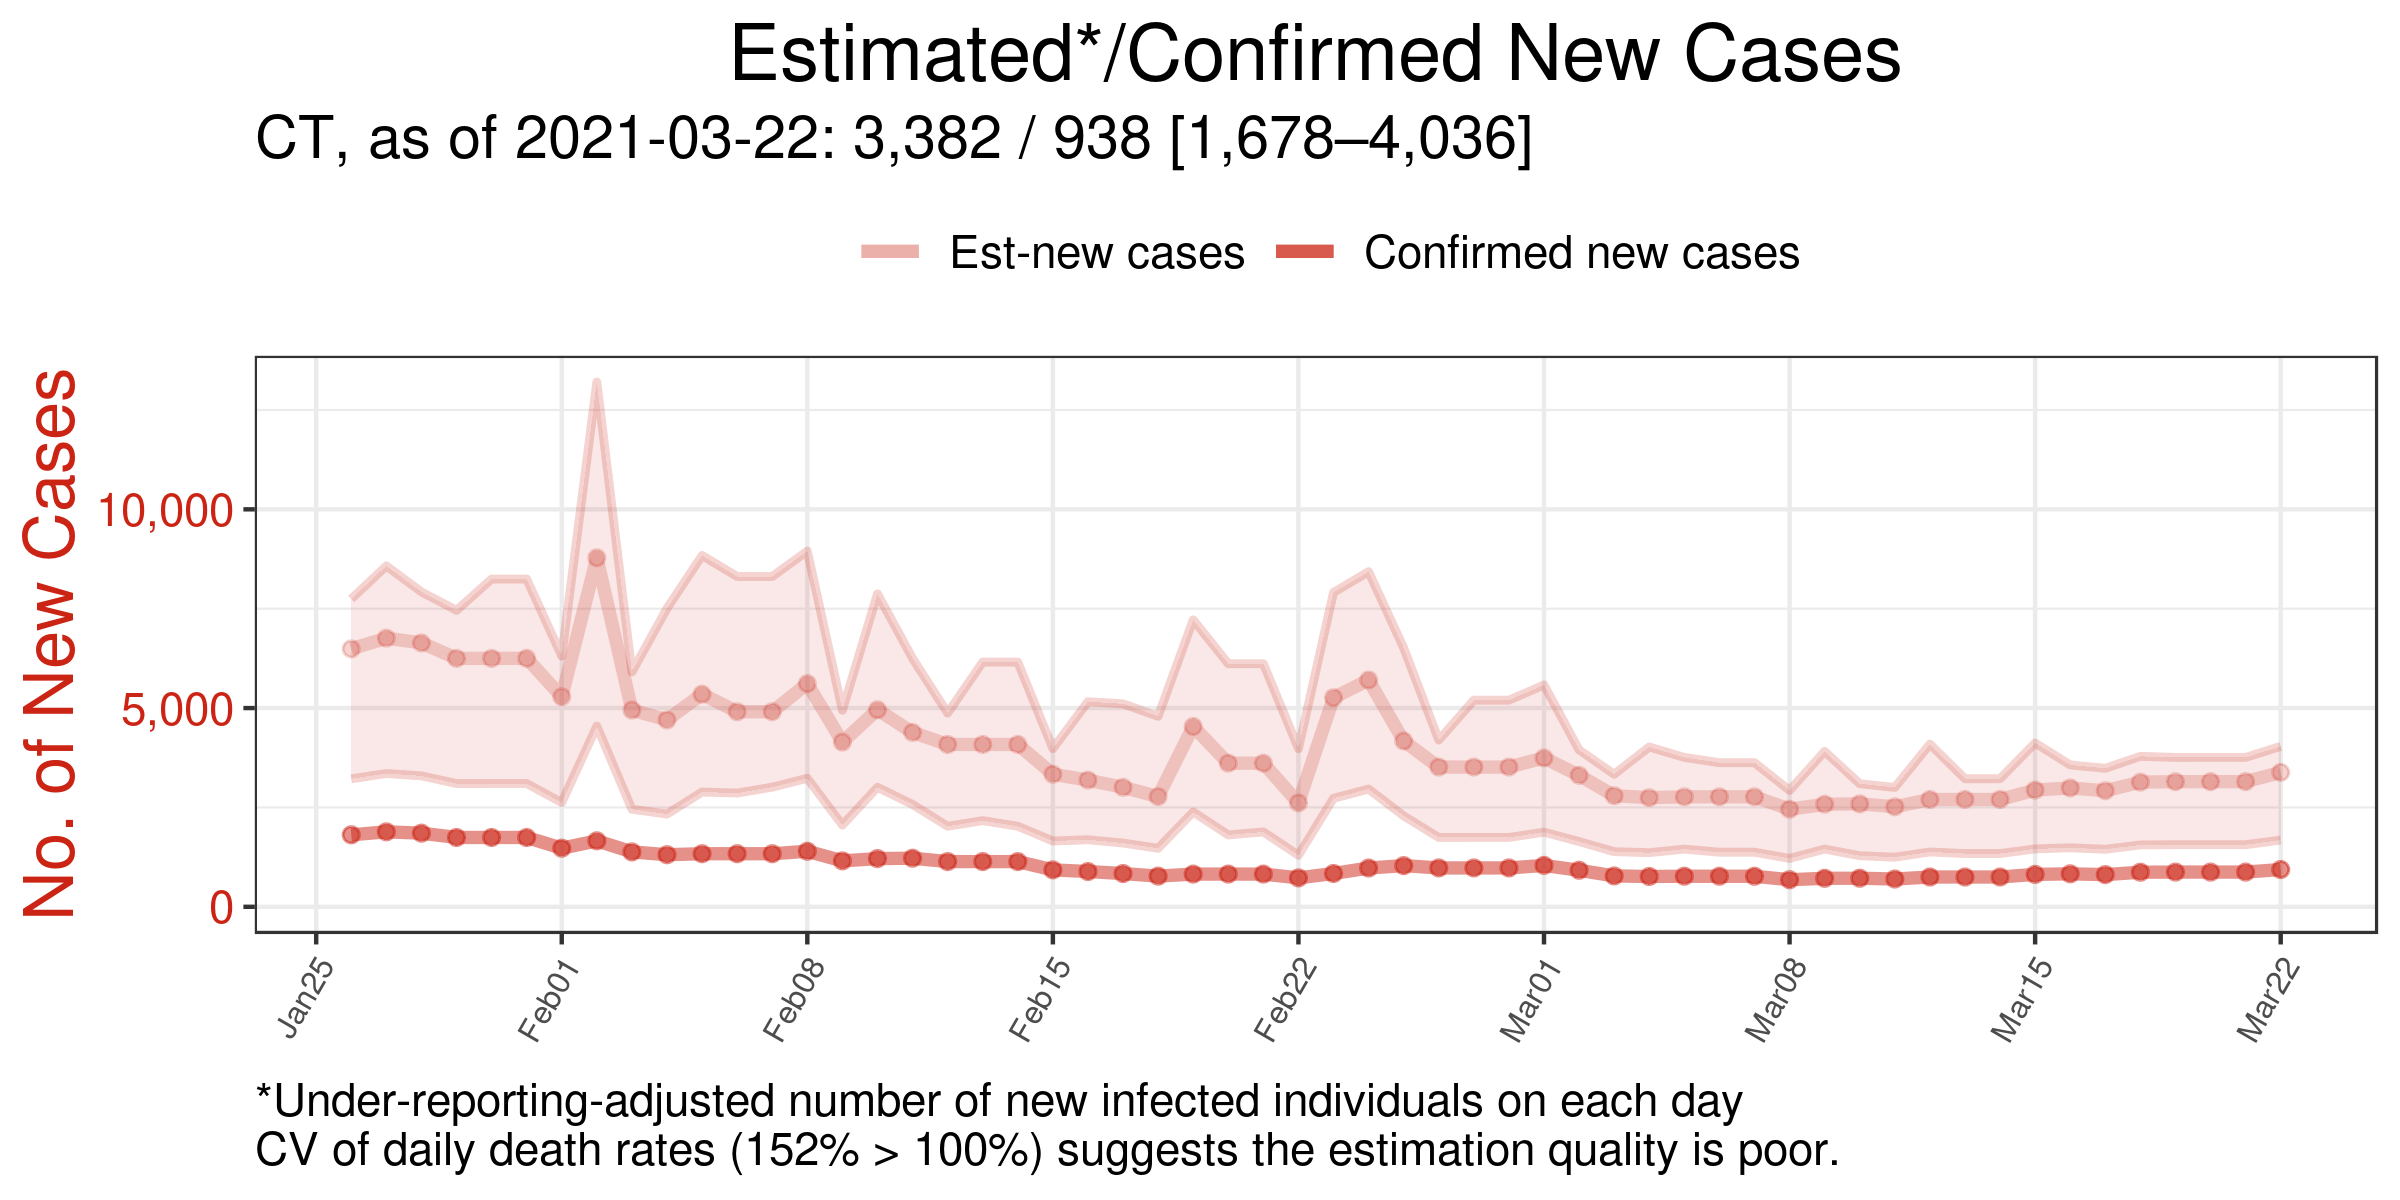 Estimated*/Confirmed New Cases
CT, as of 2021-03-22: 3,382 / 938 [1,678–4,036]
Est-new cases Confirmed new cases
No. of New Cases
10,000
5,000
0
Jan25 Feb01 Feb08 Feb15 Feb22 Mar01 Mar08 Mar15 Mar22
*Under-reporting-adjusted number of new infected individuals on each day
CV of daily death rates (152% > 100%) suggests the estimation quality is poor.